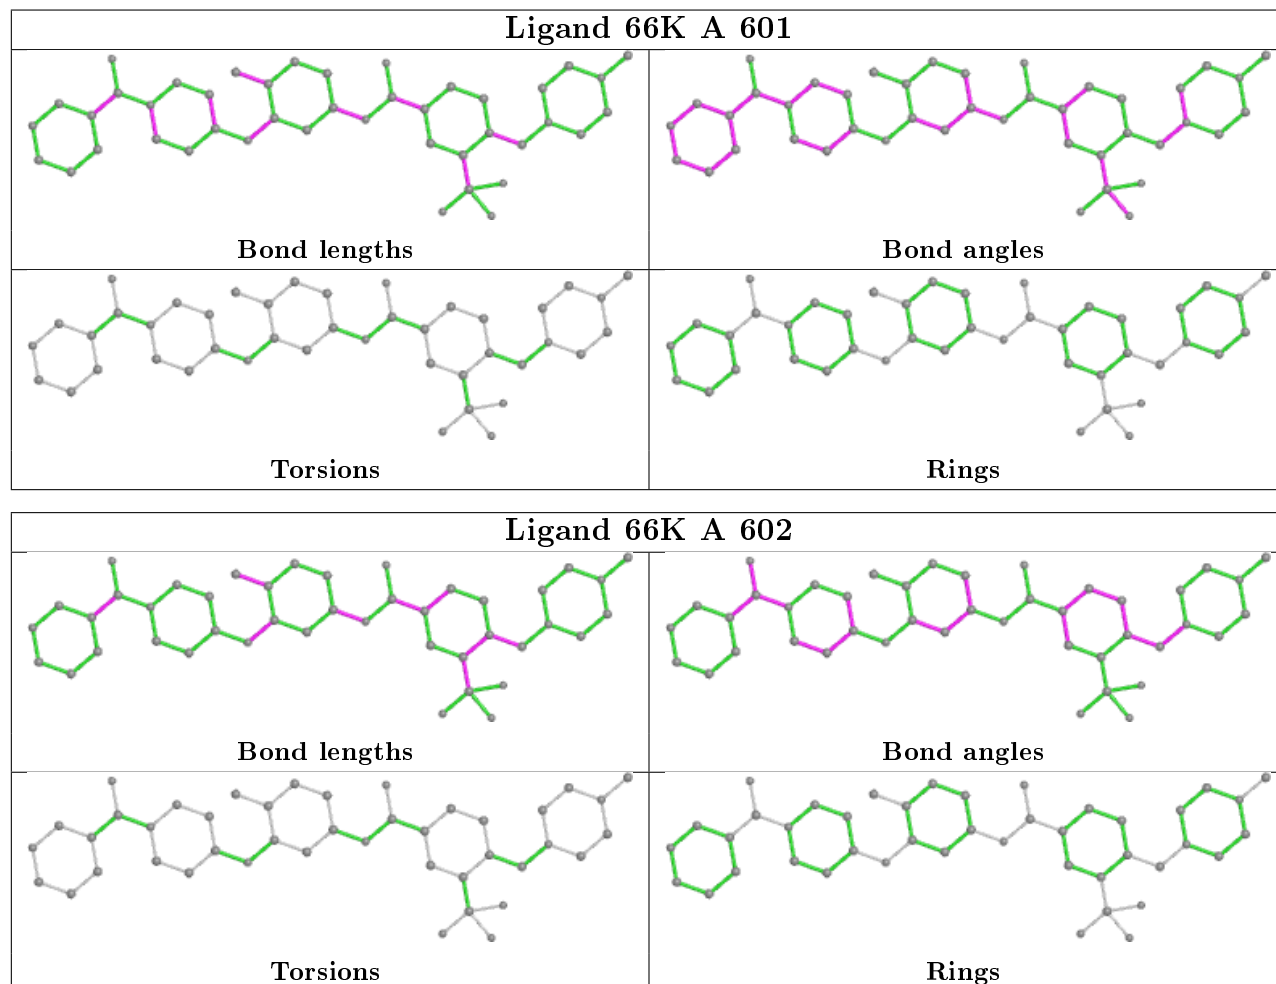 Ligand 66K A 601
Bond lengths
Bond angles
Torsions
Rings
Ligand 66K A 602
Bond lengths
Bond angles
Torsions
Rings